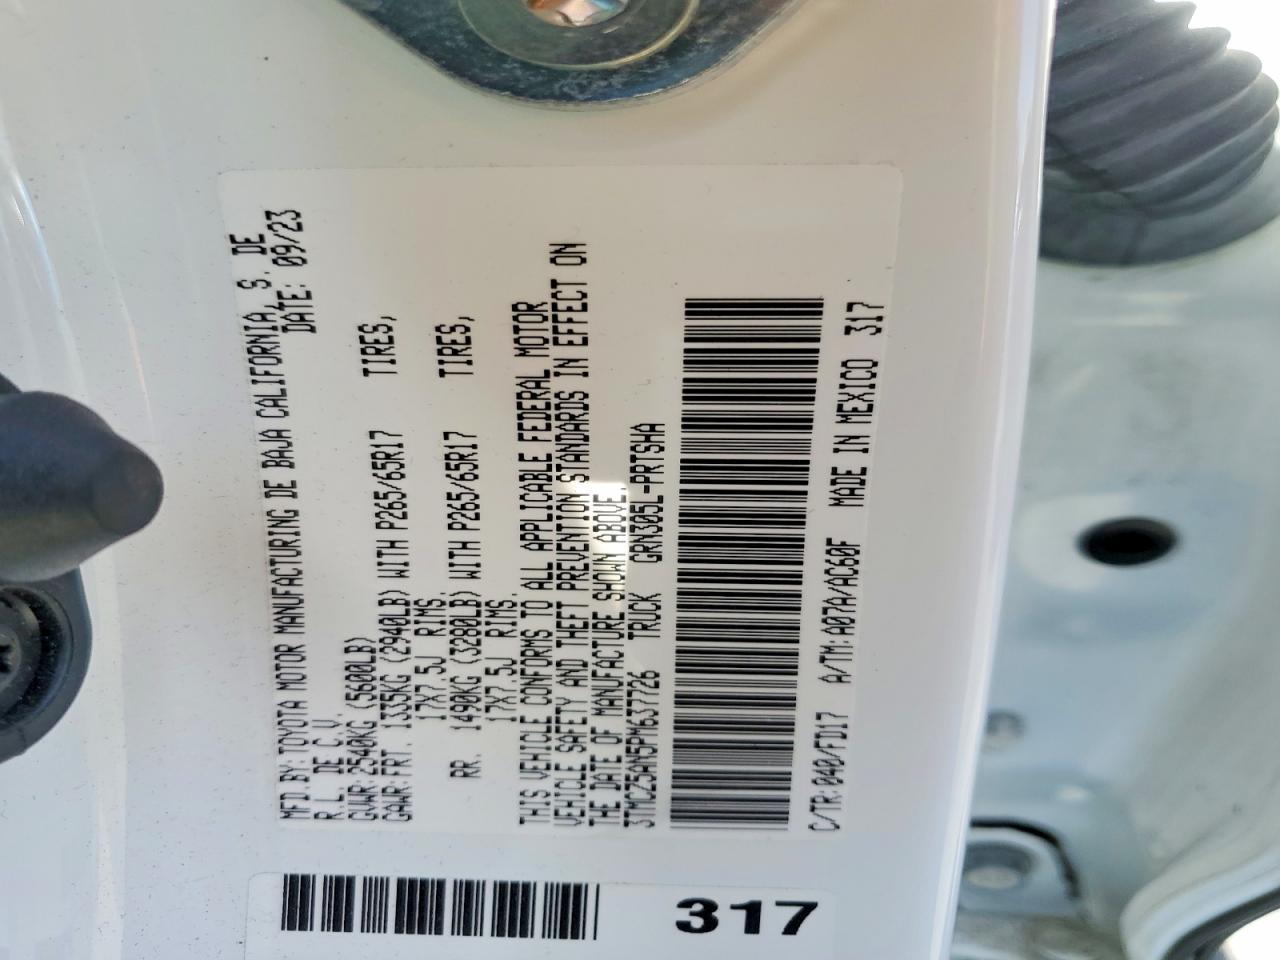 MFD.BY:TOYOTA MOTOR MANUFACTURING DE BAJA CALIFORNIA, S. DE
R.L. DE C.V. DATE: 09/23
GVWR:2540KG (5600LB)
GAWR:FRT. 1335KG (2940LB) WITH P265/65R17 TIRES,
17X7.5J RIMS,
RR. 1490KG (3280LB) WITH P265/65R17 TIRES,
17X7.5J RIMS,
THIS VEHICLE CONFORMS TO ALL APPLICABLE FEDERAL MOTOR
VEHICLE SAFETY AND THEFT PREVENTION STANDARDS IN EFFECT ON
THE DATE OF MANUFACTURE SHOWN ABOVE.
3TMCZ5AN5PM637726 TRUCK GRN305L-PRTSHA
C/TR:040/FD17 A/TM:A07A/AC60F MADE IN MEXICO 317
317